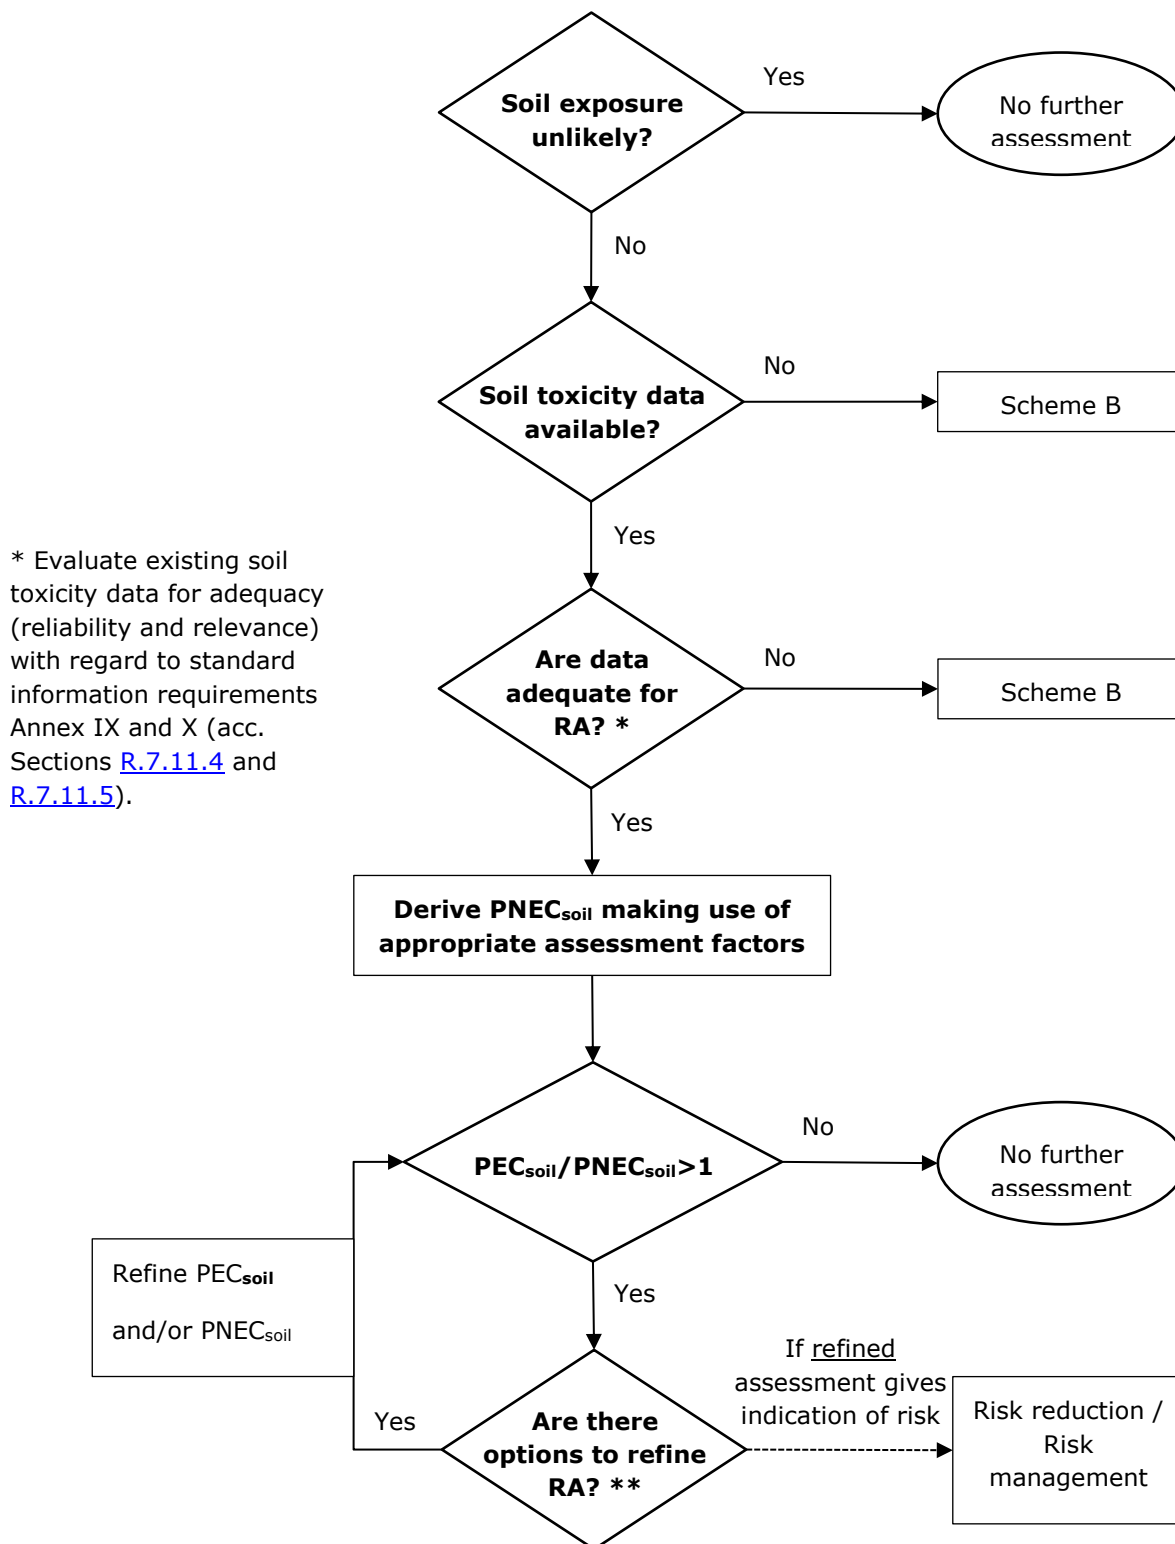 Soil exposure
unlikely?
Yes
No further
assessment
No
Soil toxicity data
available?
No
Scheme B
Yes
* Evaluate existing soil
toxicity data for adequacy
(reliability and relevance)
with regard to standard
information requirements
Annex IX and X (acc.
Sections R.7.11.4 and
R.7.11.5).
Are data
adequate for
RA? *
No
Scheme B
Yes
Derive PNECsoil making use of
appropriate assessment factors
PECsoil/PNECsoil>1
No
No further
assessment
Refine PECsoil
and/or PNECsoil
Yes
Are there
options to refine
RA? **
Yes
If refined
assessment gives
indication of risk
Risk reduction /
Risk
management